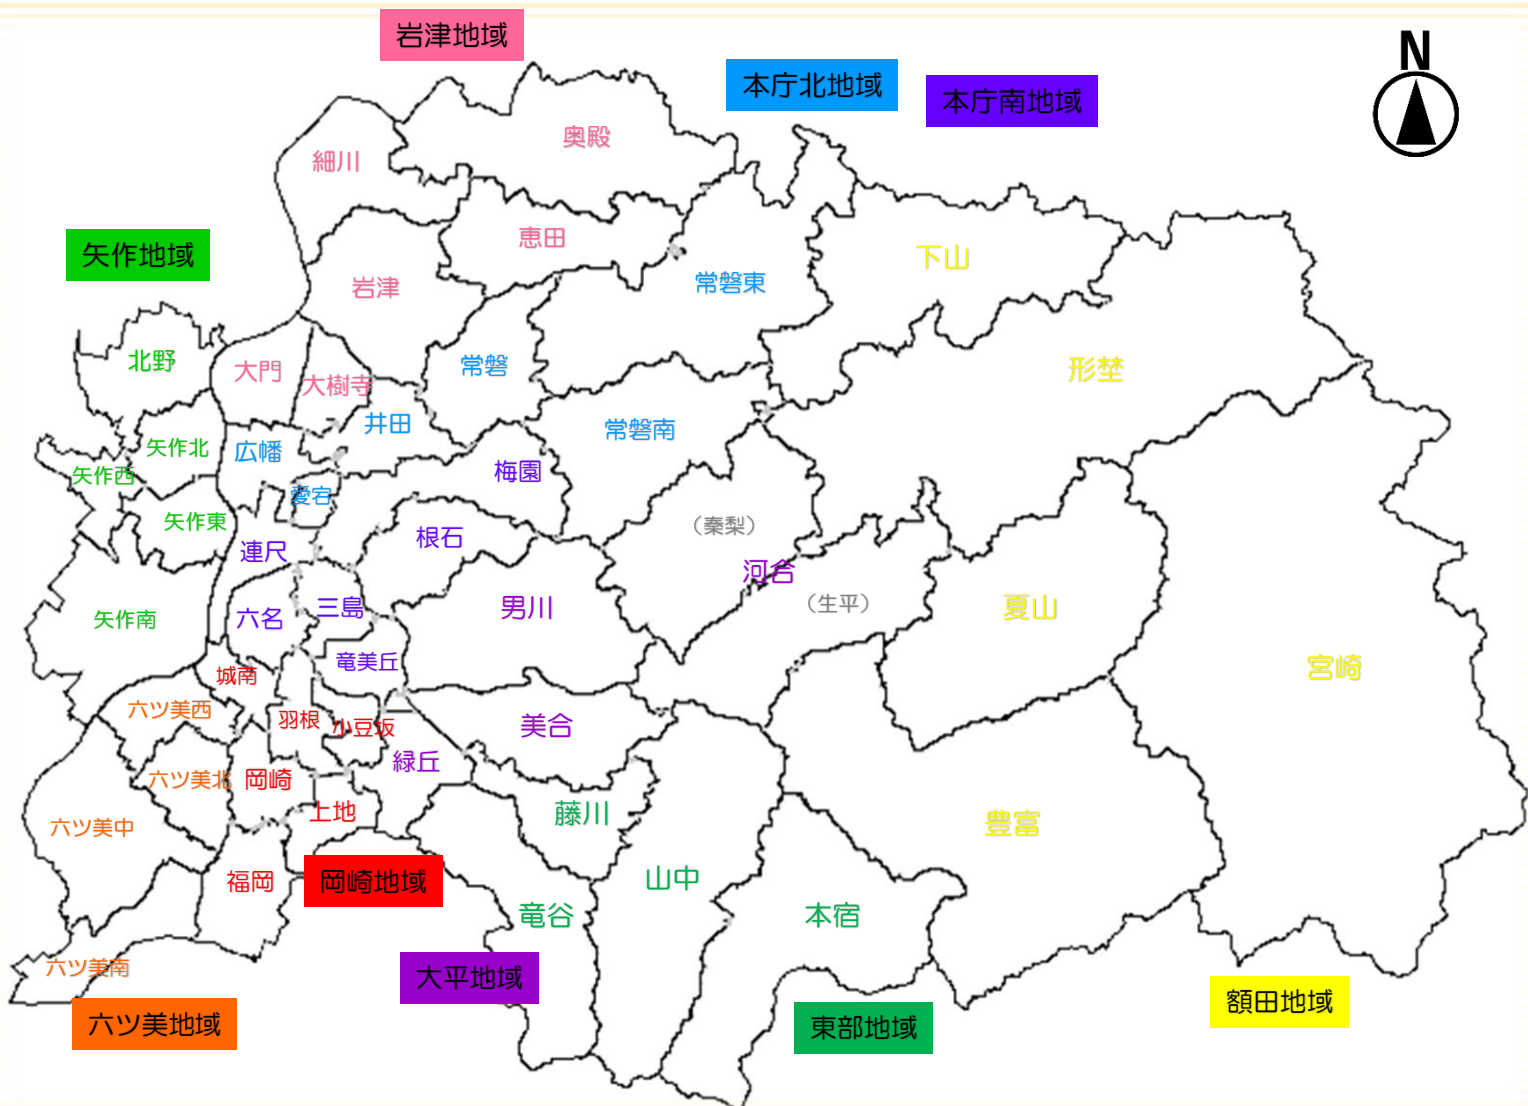 岩津地域
N
本庁北地域
本庁南地域
奥殿
細川
恵田
矢作地域
下山
常磐東
岩津
北野
大門
大樹寺
常磐
形埜
井田
常磐南
矢作北
広幡
矢作西
梅園
愛宕
矢作東
（秦梨）
根石
連尺
河合
男川
三島
六名
矢作南
（生平）
夏山
竜美丘
城南
宮崎
六ツ美西
羽根
小豆坂
美合
緑丘
六ツ美北
岡崎
上地
藤川
六ツ美中
豊富
福岡
岡崎地域
山中
竜谷
本宿
六ツ美南
大平地域
額田地域
六ツ美地域
東部地域